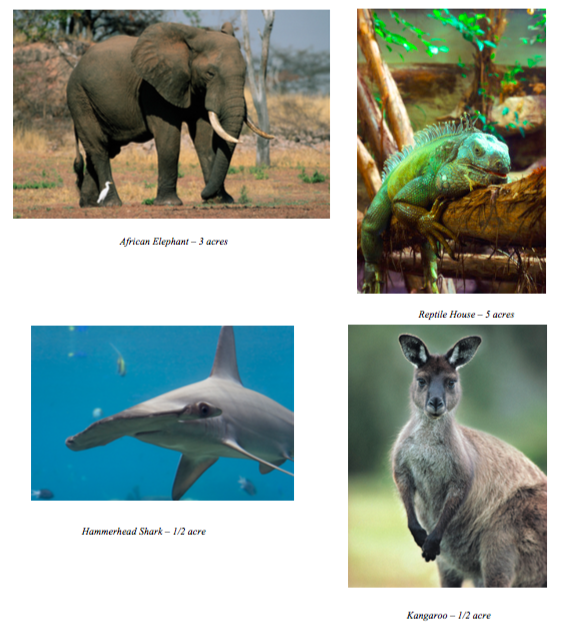 African Elephant – 3 acres
Reptile House – 5 acres
Hammerhead Shark – 1/2 acre
Kangaroo – 1/2 acre